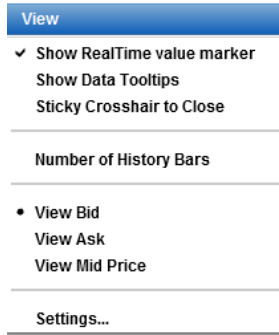 View
Show RealTime value marker
Show Data Tooltips
Sticky Crosshair to Close
Number of History Bars
View Bid
View Ask
View Mid Price
Settings...